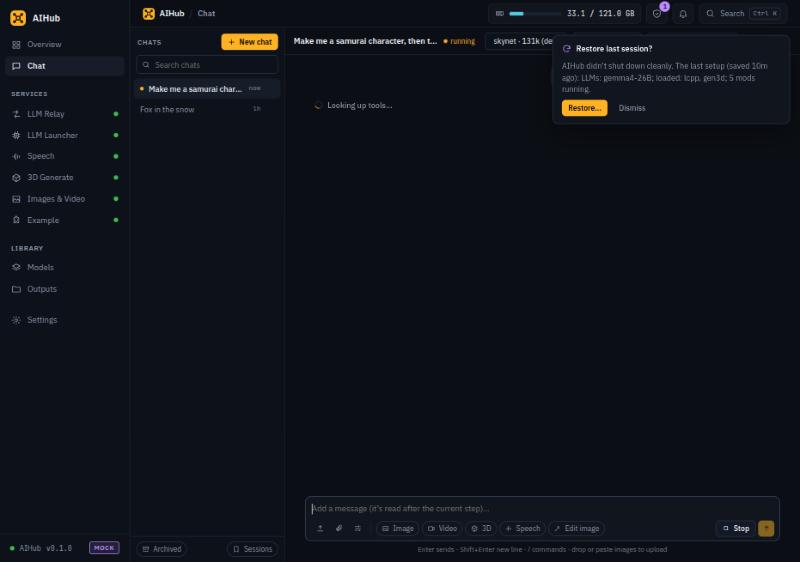 AIHub
Overview
Chat
SERVICES
LLM Relay
LLM Launcher
Speech
3D Generate
Images & Video
Example
LIBRARY
Models
Outputs
Settings
AIHub v0.1.0
MOCK
AIHub / Chat
33.1 / 121.0 GB
1
Search
Ctrl K
CHATS
+ New chat
Search chats
Make me a samurai char...
now
Fox in the snow
1h
Archived
Sessions
Make me a samurai character, then t...
running
skynet · 131k (de
Restore last session?
AIHub didn't shut down cleanly. The last setup (saved 10m
ago): LLMs: gemma4-26B; loaded: lcpp, gen3d; 5 mods
running.
Restore...
Dismiss
Looking up tools...
Add a message (it's read after the current step)...
Image
Video
3D
Speech
Edit image
Stop
Enter sends · Shift+Enter new line · / commands · drop or paste images to upload